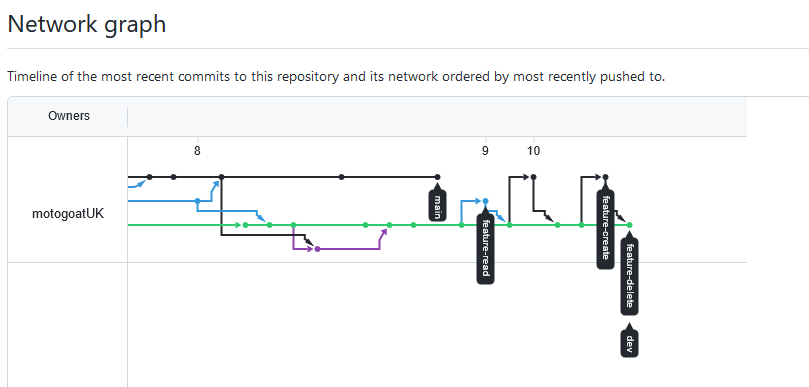 Network graph
Timeline of the most recent commits to this repository and its network ordered by most recently pushed to.
Owners
8
9
10
motogoatUK
main
feature-read
feature-create
feature-delete
dev